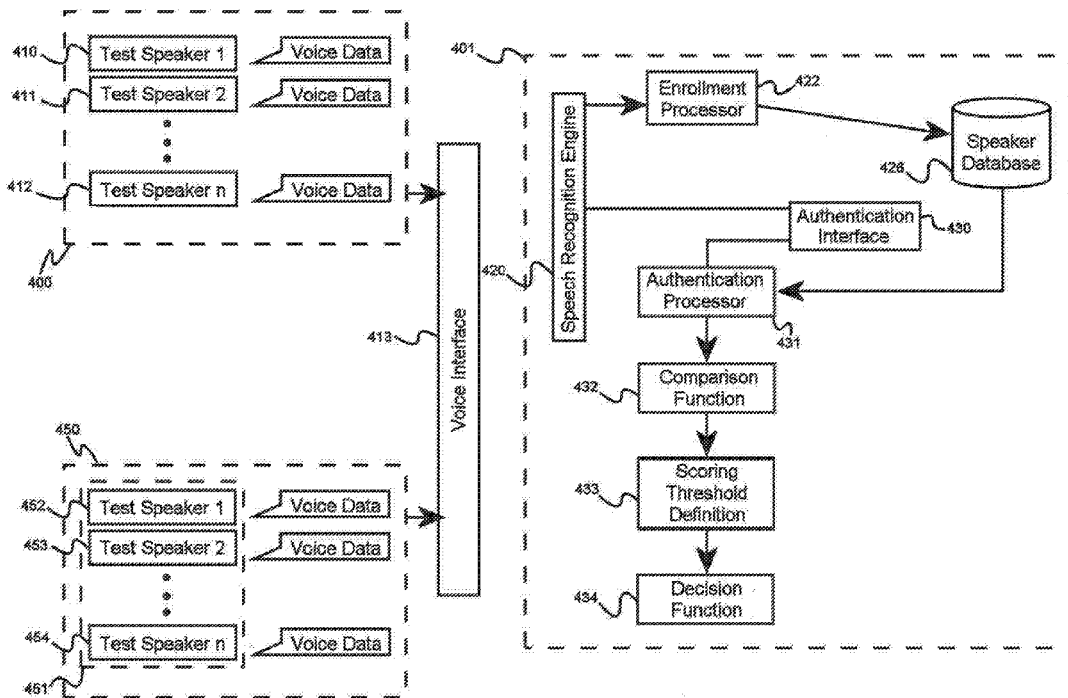 410
Test Speaker 1
Voice Data
411
Test Speaker 2
Voice Data
412
Test Speaker n
Voice Data
400
413
Voice Interface
450
452
Test Speaker 1
Voice Data
453
Test Speaker 2
Voice Data
454
Test Speaker n
Voice Data
451
401
420
Speech Recognition Engine
Enrollment
Processor
422
Speaker
Database
426
Authentication
Interface
430
Authentication
Processor
431
432
Comparison
Function
433
Scoring
Threshold
Definition
434
Decision
Function